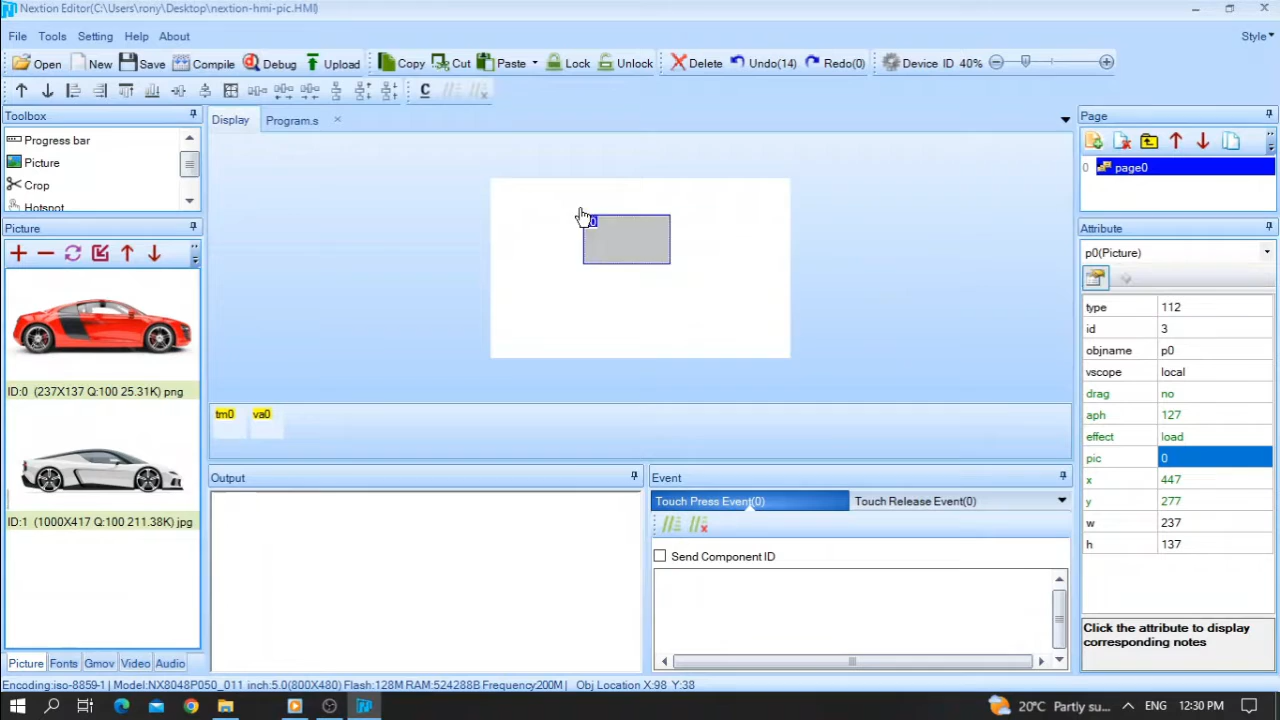 Nextion Editor(C:\Users\rony\Desktop\nextion-hmi-pic.HMI)
File Tools Setting Help About Style
Open New Save Compile Debug Upload Copy Cut Paste Lock Unlock Delete Undo(14) Redo(0) Device ID 40%
C
Toolbox
Progress bar
Picture
Crop
Hotspot
Display Program.s
Page
0 page0
Picture
ID:0 (237X137 Q:100 25.31K) png
ID:1 (1000X417 Q:100 211.38K) jpg
Picture Fonts Gmov Video Audio
tm0 va0
Output
Event
Touch Press Event(0) Touch Release Event(0)
Send Component ID
Attribute
p0(Picture)
type 112
id 3
objname p0
vscope local
drag no
aph 127
effect load
pic 0
x 447
y 277
w 237
h 137
Click the attribute to display
corresponding notes
Encoding:iso-8859-1| Model:NX8048P050_011 inch:5.0(800X480) Flash:128M RAM:524288B Frequency200M| Obj Location X:98 Y:38
20°C Partly su... ENG 12:30 PM